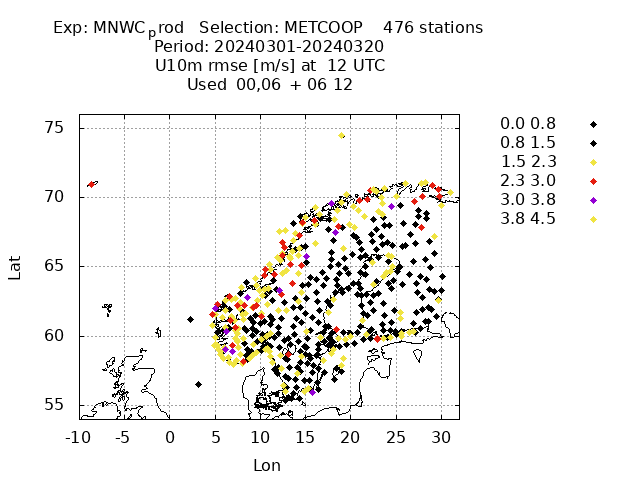 Exp: MNWCprod Selection: METCOOP 476 stations
Period: 20240301-20240320
U10m rmse [m/s] at 12 UTC
Used 00,06 + 06 12
75
70
65
60
55
-10 -5 0 5 10 15 20 25 30
Lat
Lon
0.0 0.8
0.8 1.5
1.5 2.3
2.3 3.0
3.0 3.8
3.8 4.5